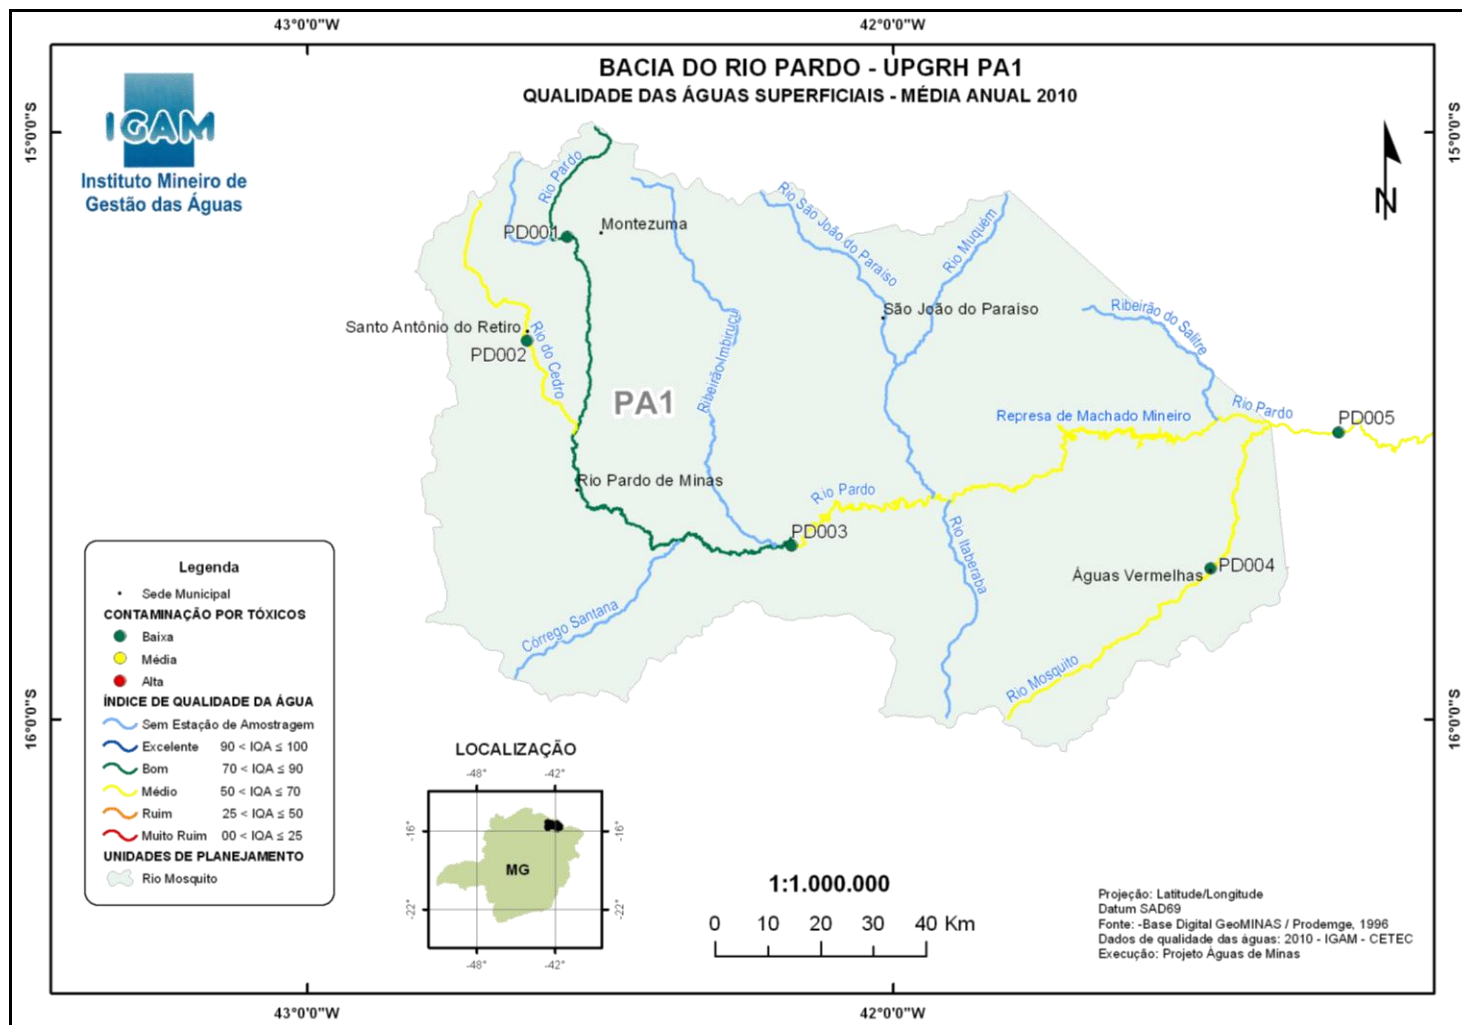 43°0'0"W
42°0'0"W
BACIA DO RIO PARDO - UPGRH PA1
QUALIDADE DAS ÁGUAS SUPERFICIAIS - MÉDIA ANUAL 2010
IGAM
Instituto Mineiro de
Gestão das Águas
15°0'0"S
15°0'0"S
N
Rio Pardo
PD001
Montezuma
Rio São João do Paraíso
Rio Muquém
São João do Paraíso
Ribeirão do Salitre
Santo Antônio do Retiro
PD002
Rio do Cedro
Ribeirão Imbiruçu
PA1
Represa de Machado Mineiro
Rio Pardo
PD005
Rio Pardo de Minas
Rio Pardo
PD003
Rio Itaberaba
Águas Vermelhas
PD004
Córrego Santana
Rio Mosquito
16°0'0"S
16°0'0"S
Legenda
Sede Municipal
CONTAMINAÇÃO POR TÓXICOS
Baixa
Média
Alta
ÍNDICE DE QUALIDADE DA ÁGUA
Sem Estação de Amostragem
Excelente 90 < IQA ≤ 100
Bom 70 < IQA ≤ 90
Médio 50 < IQA ≤ 70
Ruim 25 < IQA ≤ 50
Muito Ruim 00 < IQA ≤ 25
UNIDADES DE PLANEJAMENTO
Rio Mosquito
LOCALIZAÇÃO
-48° -42°
-16° -16°
MG
-22° -22°
-48° -42°
1:1.000.000
0 10 20 30 40 Km
Projeção: Latitude/Longitude
Datum SAD69
Fonte: -Base Digital GeoMINAS / Prodemge, 1996
Dados de qualidade das águas: 2010 - IGAM - CETEC
Execução: Projeto Águas de Minas
43°0'0"W
42°0'0"W